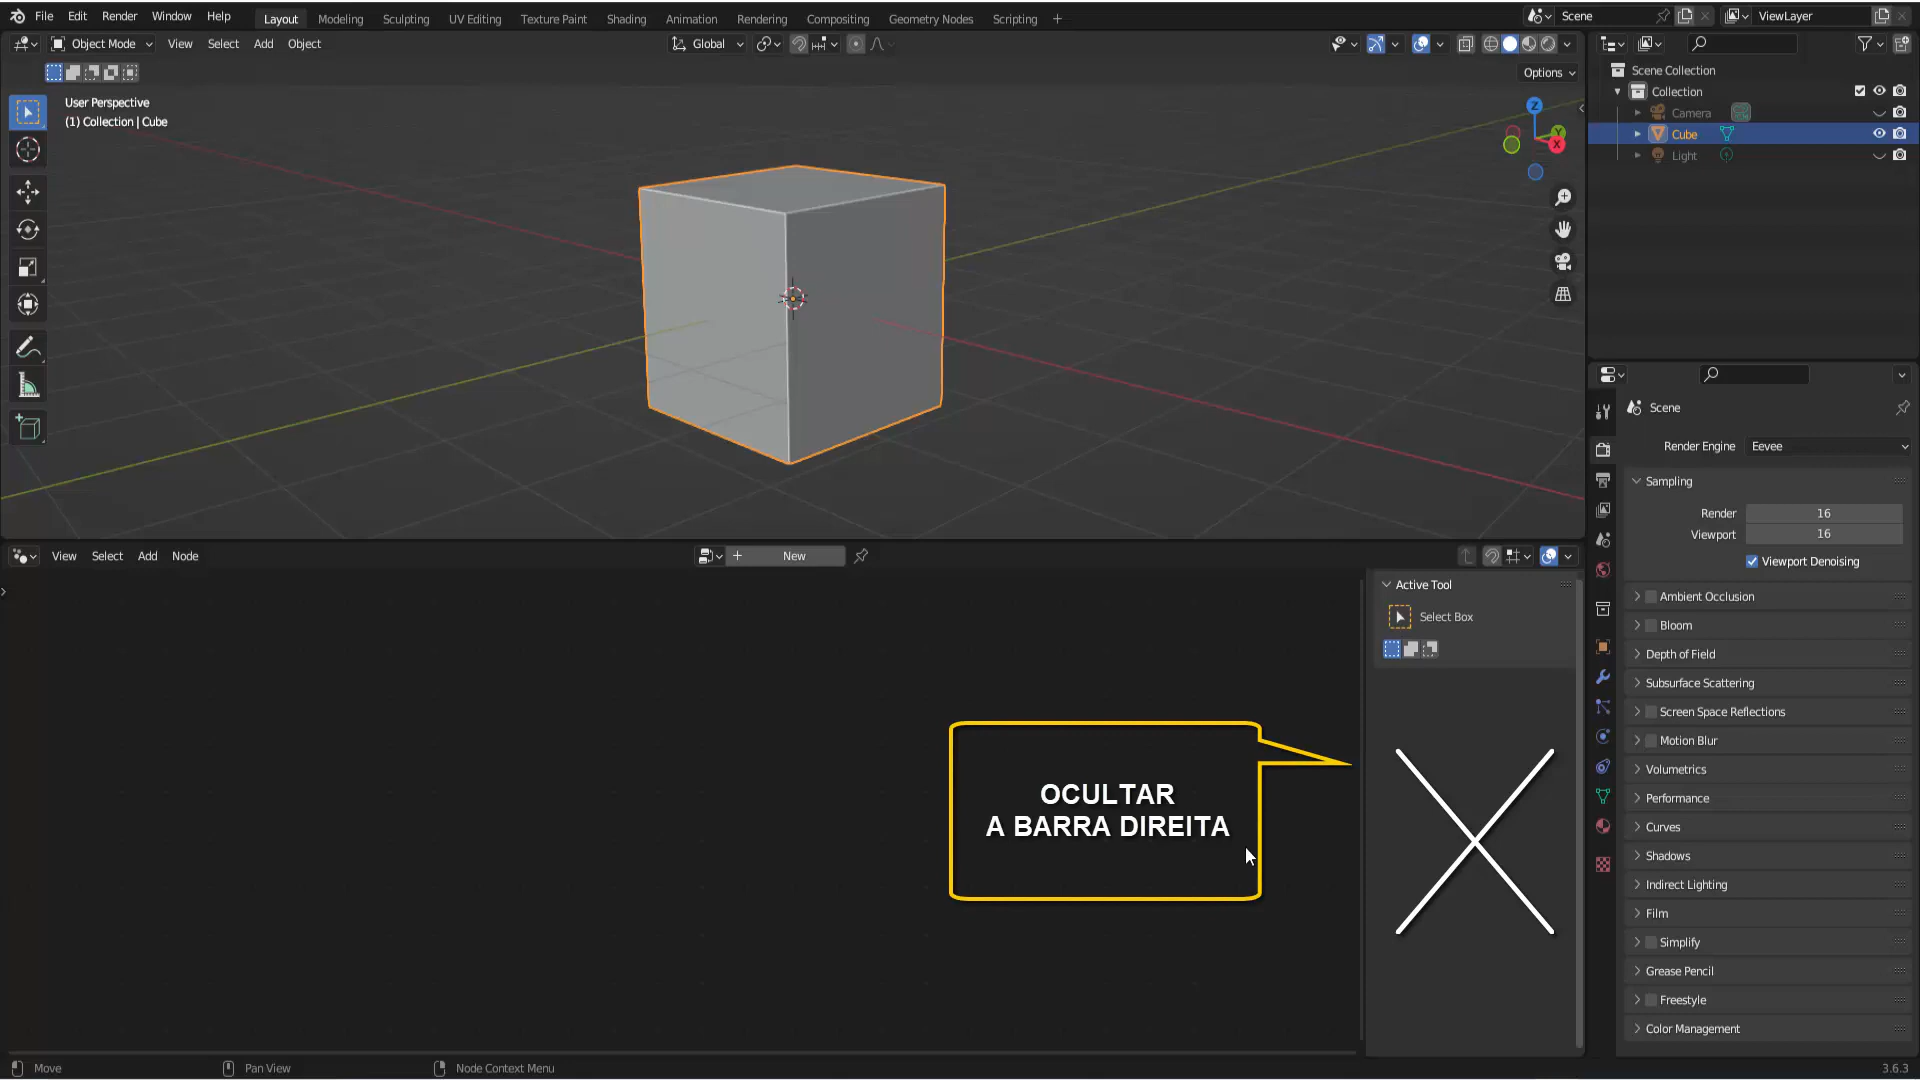 File Edit Render Window Help Layout Modeling Sculpting UV Editing Texture Paint Shading Animation Rendering Compositing Geometry Nodes Scripting + Scene ViewLayer
Object Mode View Select Add Object Global
Options
User Perspective
(1) Collection | Cube
Z
Y
X
Scene Collection
Collection
Camera
Cube
Light
Scene
Render Engine Eevee
Sampling
Render 16
Viewport 16
Viewport Denoising
Ambient Occlusion
Bloom
Depth of Field
Subsurface Scattering
Screen Space Reflections
Motion Blur
Volumetrics
Performance
Curves
Shadows
Indirect Lighting
Film
Simplify
Grease Pencil
Freestyle
Color Management
View Select Add Node + New
Active Tool
Select Box
OCULTAR
A BARRA DIREITA
Move Pan View Node Context Menu 3.6.3